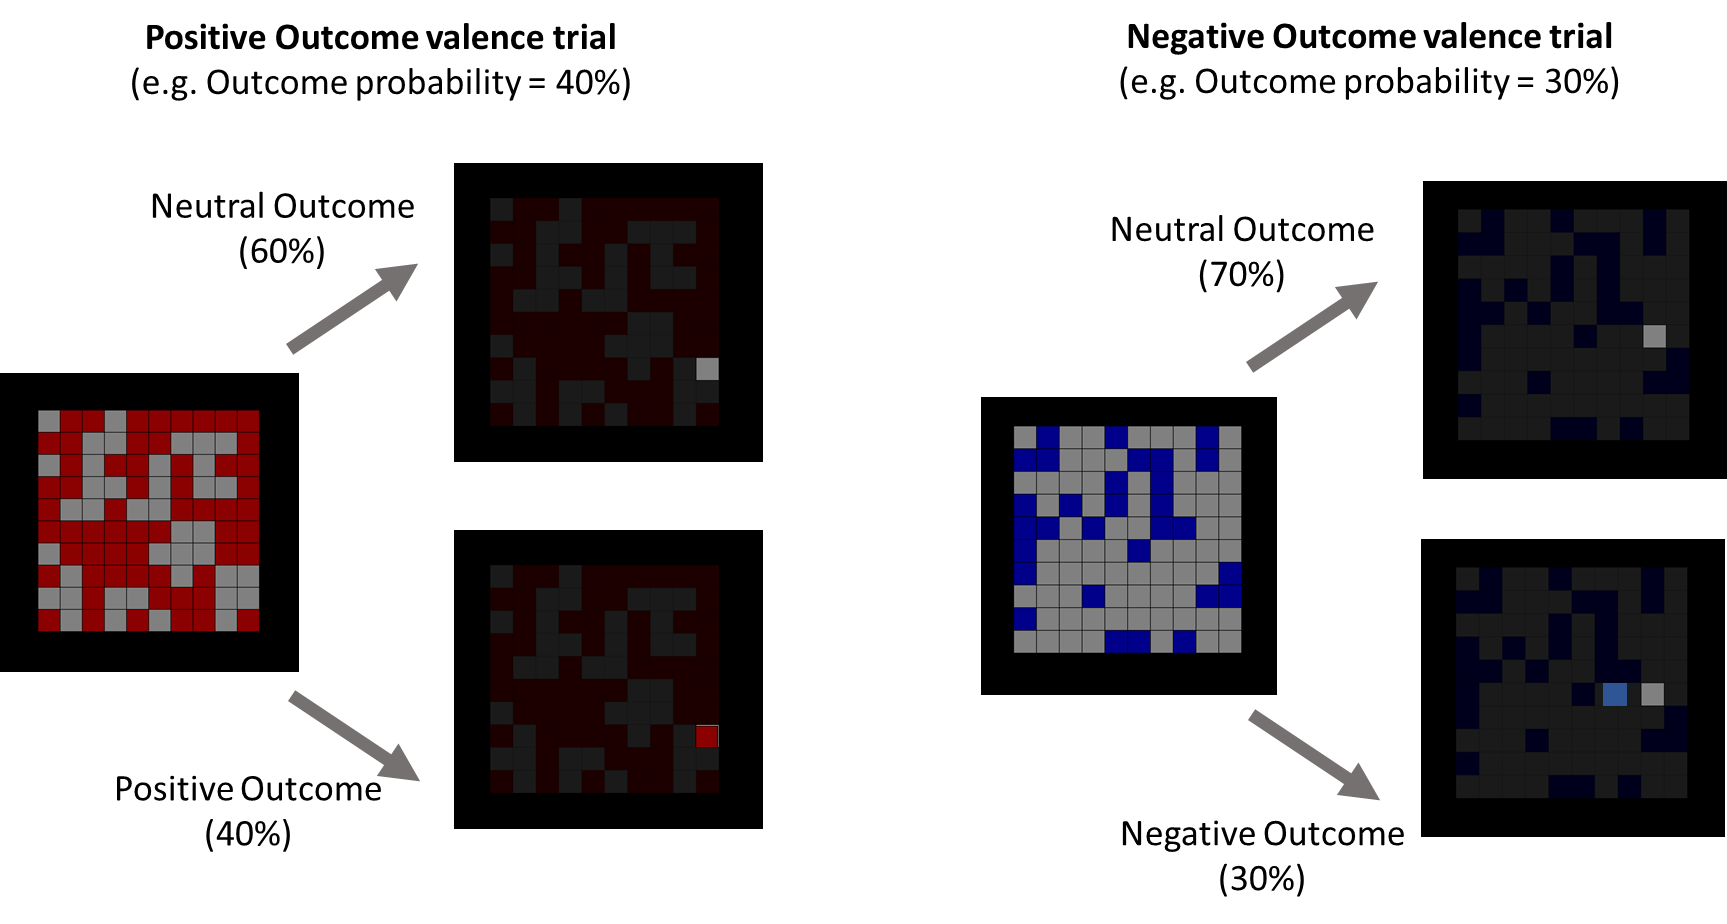 Positive Outcome valence trial
(e.g. Outcome probability = 40%)
Neutral Outcome
(60%)
Positive Outcome
(40%)
Negative Outcome valence trial
(e.g. Outcome probability = 30%)
Neutral Outcome
(70%)
Negative Outcome
(30%)